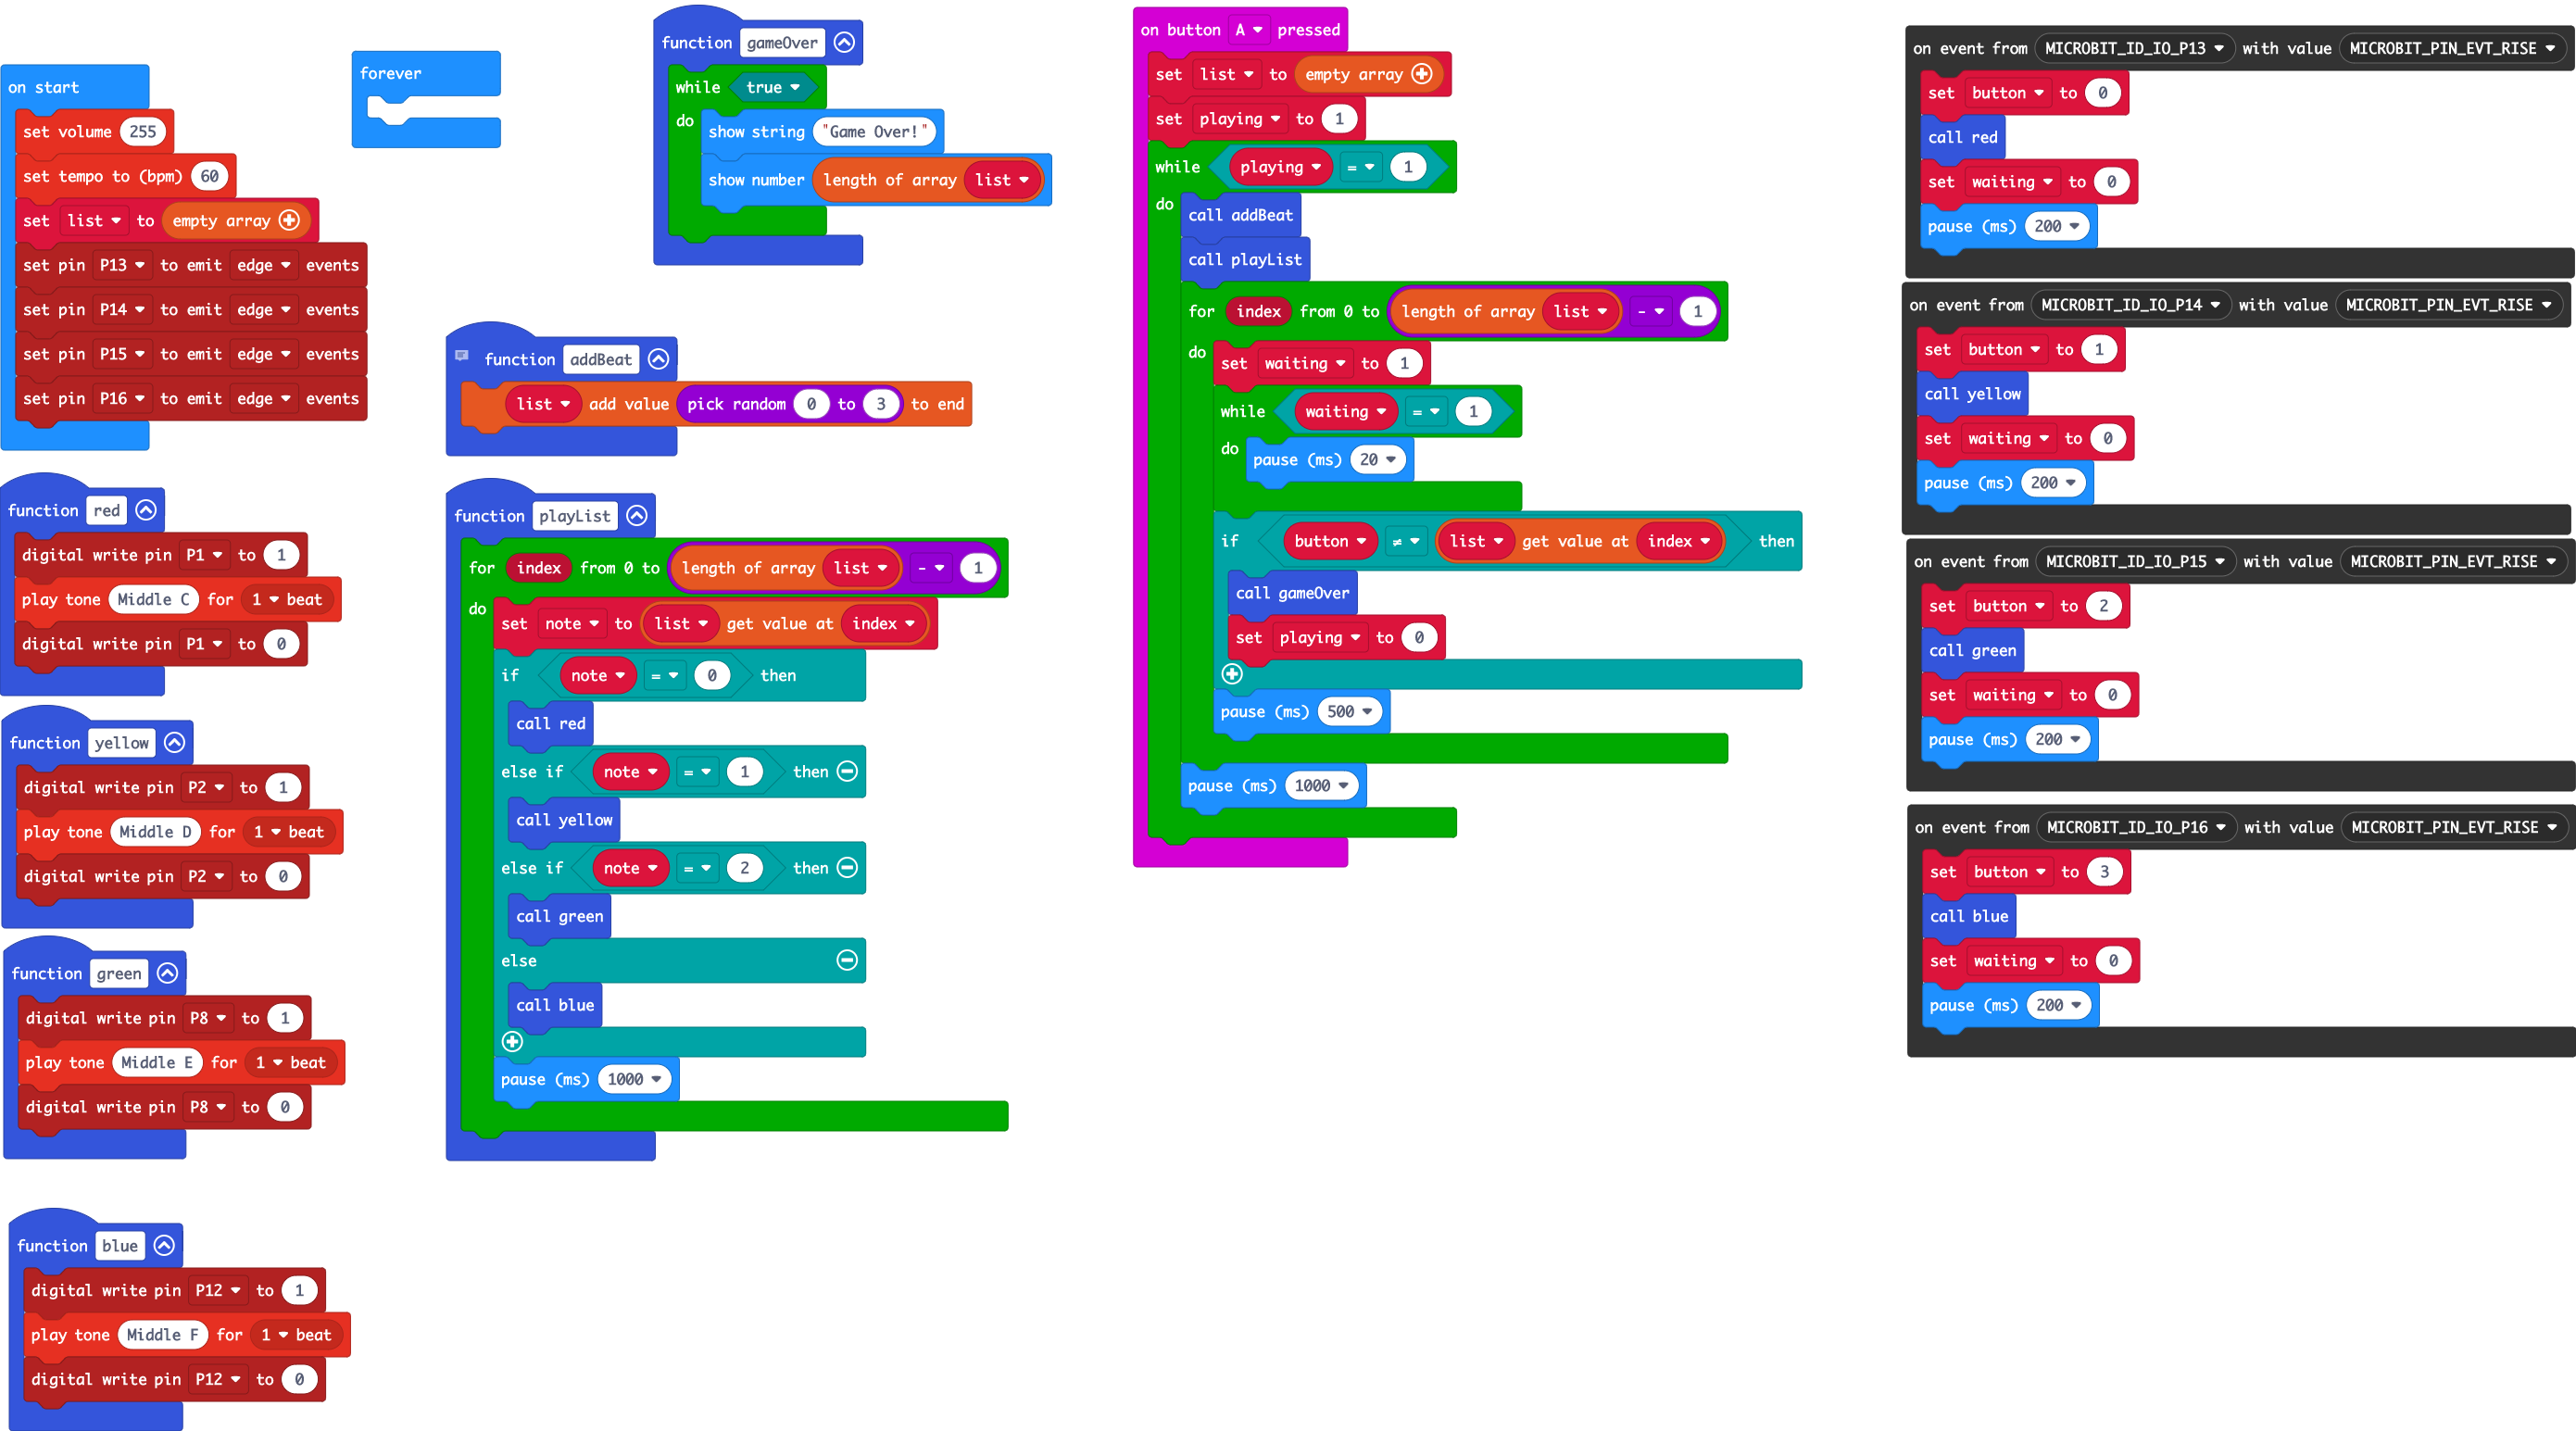 on start
set volume 255
set tempo to (bpm) 60
set list to empty array
set pin P13 to emit edge events
set pin P14 to emit edge events
set pin P15 to emit edge events
set pin P16 to emit edge events
forever
function gameOver
while true
do
show string "Game Over!"
show number length of array list
function addBeat
list add value pick random 0 to 3 to end
function red
digital write pin P1 to 1
play tone Middle C for 1 beat
digital write pin P1 to 0
function yellow
digital write pin P2 to 1
play tone Middle D for 1 beat
digital write pin P2 to 0
function green
digital write pin P8 to 1
play tone Middle E for 1 beat
digital write pin P8 to 0
function blue
digital write pin P12 to 1
play tone Middle F for 1 beat
digital write pin P12 to 0
function playList
for index from 0 to length of array list - 1
do
set note to list get value at index
if note = 0 then
call red
else if note = 1 then
call yellow
else if note = 2 then
call green
else
call blue
pause (ms) 1000
on button A pressed
set list to empty array
set playing to 1
while playing = 1
do
call addBeat
call playList
for index from 0 to length of array list - 1
do
set waiting to 1
while waiting = 1
do
pause (ms) 20
if button ≠ list get value at index then
call gameOver
set playing to 0
pause (ms) 500
pause (ms) 1000
on event from MICROBIT_ID_IO_P13 with value MICROBIT_PIN_EVT_RISE
set button to 0
call red
set waiting to 0
pause (ms) 200
on event from MICROBIT_ID_IO_P14 with value MICROBIT_PIN_EVT_RISE
set button to 1
call yellow
set waiting to 0
pause (ms) 200
on event from MICROBIT_ID_IO_P15 with value MICROBIT_PIN_EVT_RISE
set button to 2
call green
set waiting to 0
pause (ms) 200
on event from MICROBIT_ID_IO_P16 with value MICROBIT_PIN_EVT_RISE
set button to 3
call blue
set waiting to 0
pause (ms) 200